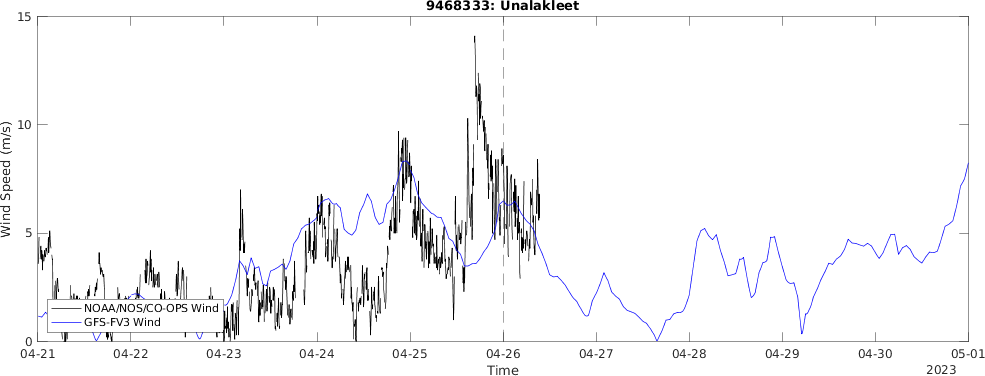 9468333: Unalakleet
15
10
5
0
Wind Speed (m/s)
NOAA/NOS/CO-OPS Wind
GFS-FV3 Wind
04-21 04-22 04-23 04-24 04-25 04-26 04-27 04-28 04-29 04-30 05-01
Time
2023